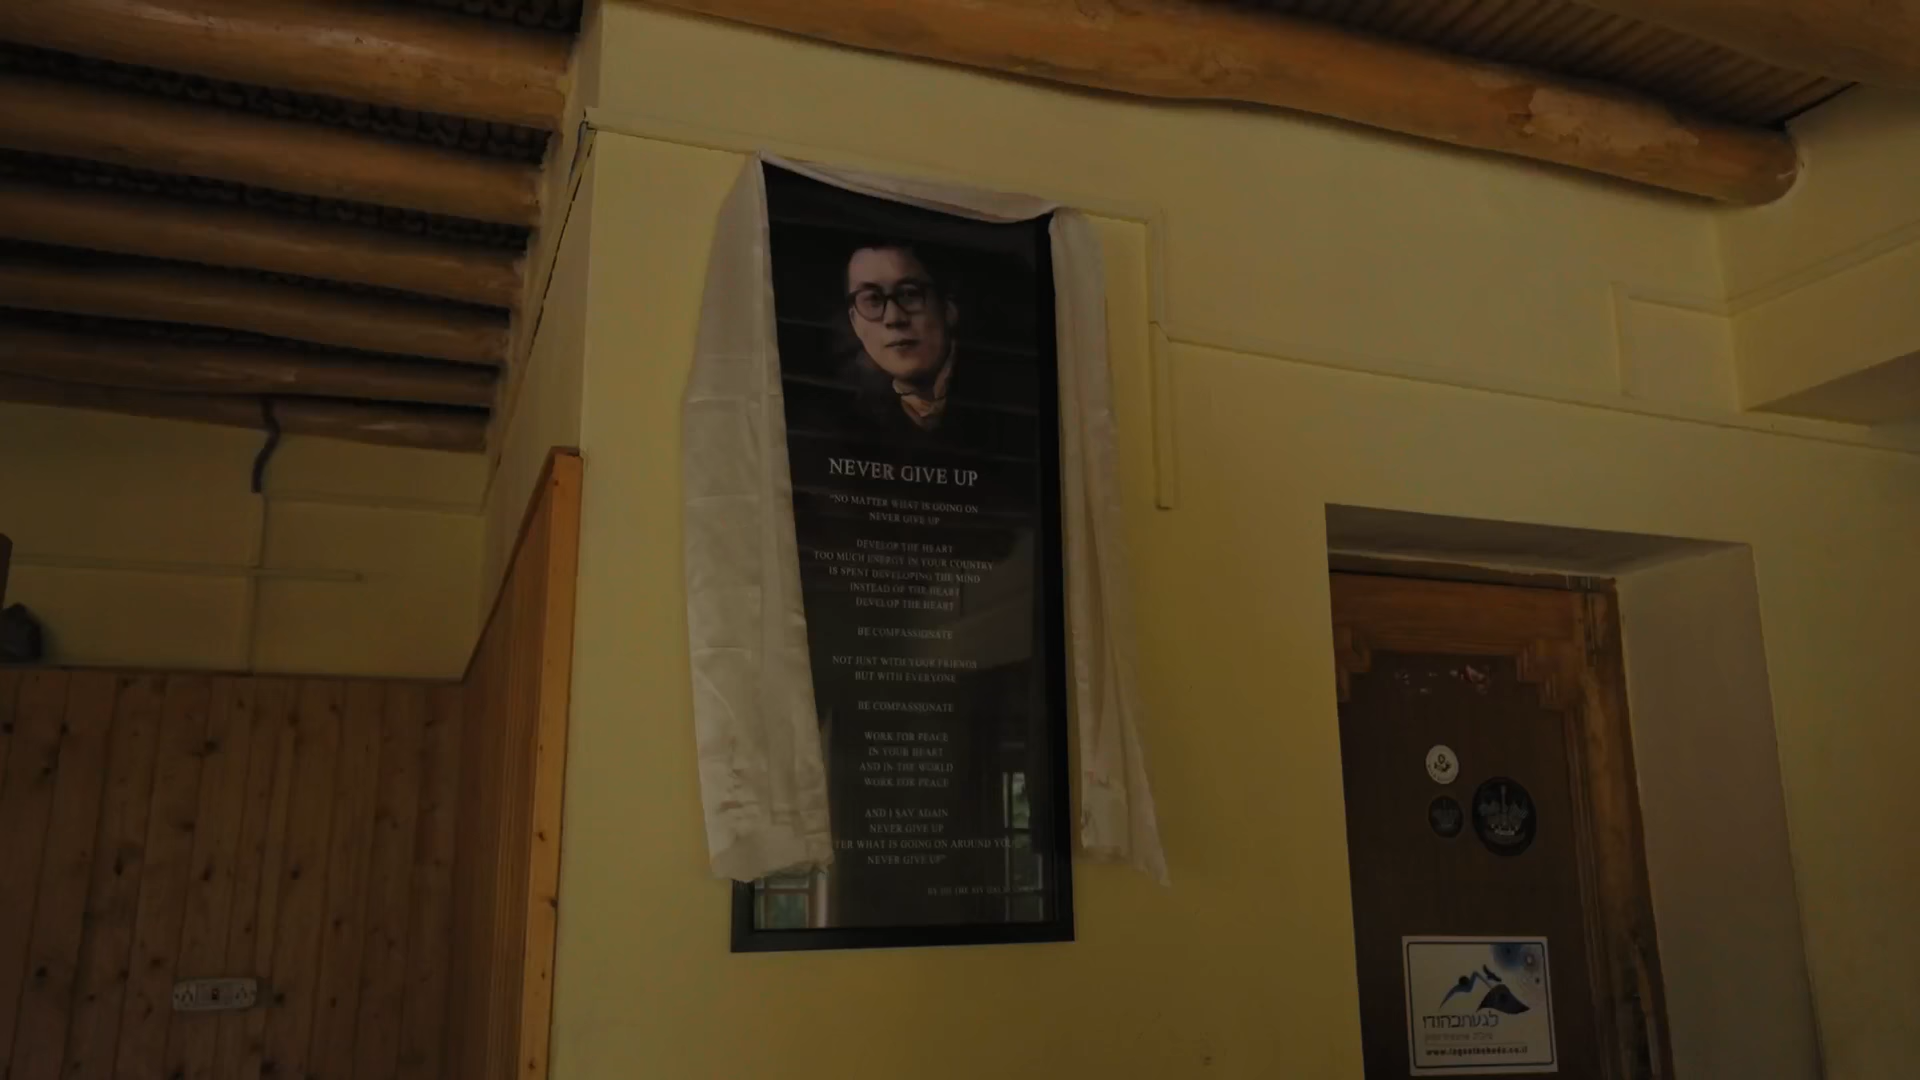 NEVER GIVE UP
"NO MATTER WHAT IS GOING ON
NEVER GIVE UP
DEVELOP THE HEART
TOO MUCH ENERGY IN YOUR COUNTRY
IS SPENT DEVELOPING THE MIND
INSTEAD OF THE HEART
DEVELOP THE HEART
BE COMPASSIONATE
NOT JUST WITH YOUR FRIENDS
BUT WITH EVERYONE
BE COMPASSIONATE
WORK FOR PEACE
IN YOUR HEART
AND IN THE WORLD
WORK FOR PEACE
AND I SAY AGAIN
NEVER GIVE UP
WHAT IS GOING ON AROUND YOU
NEVER GIVE UP"
לגעתבהודו